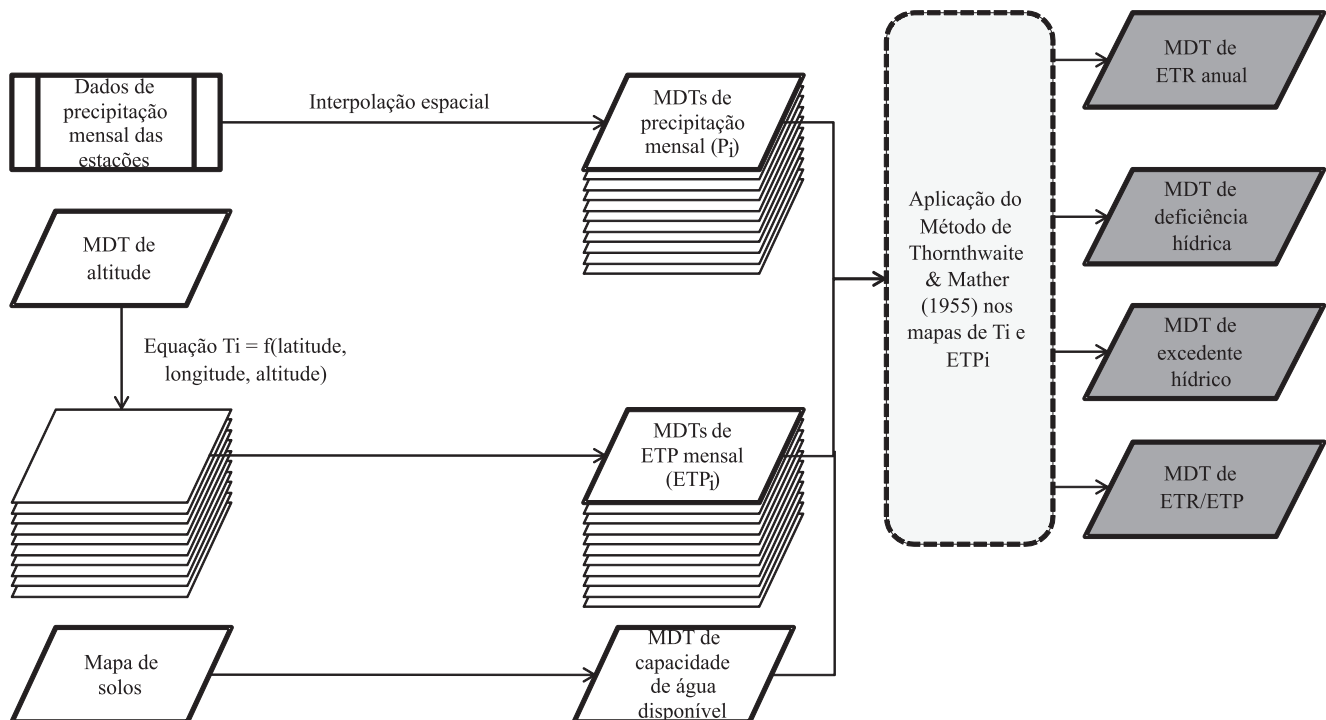 Dados de
precipitação
mensal das
estacões
Interpolação espacial
MDTs de
precipitação
mensal (Pi)
MDT de
altitude
Equação Ti = f(latitude,
longitude, altitude)
MDTs de
ETP mensal
(ETPi)
Mapa de
solos
MDT de
capacidade
de água
disponível
Aplicação do
Método de
Thornthwaite
& Mather
(1955) nos
mapas de Ti e
ETPi
MDT de
ETR anual
MDT de
deficiência
hídrica
MDT de
excedente
hídrico
MDT de
ETR/ETP